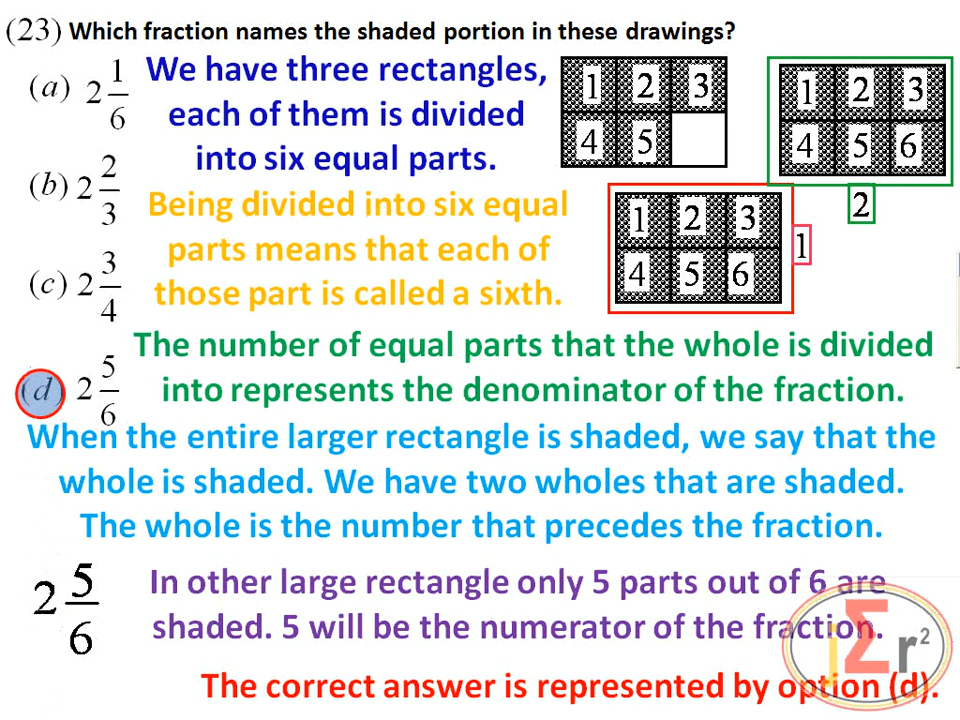 (23) Which fraction names the shaded portion in these drawings?
(a) 2 1/6
We have three rectangles,
each of them is divided
into six equal parts.
1 2 3
4 5
1 2 3
4 5 6
2
(b) 2 2/3
Being divided into six equal
parts means that each of
those part is called a sixth.
1 2 3
4 5 6
1
(c) 2 3/4
The number of equal parts that the whole is divided
into represents the denominator of the fraction.
(d) 2 5/6
When the entire larger rectangle is shaded, we say that the
whole is shaded. We have two wholes that are shaded.
The whole is the number that precedes the fraction.
2 5/6
In other large rectangle only 5 parts out of 6 are
shaded. 5 will be the numerator of the fraction.
The correct answer is represented by option (d).
iΣr²